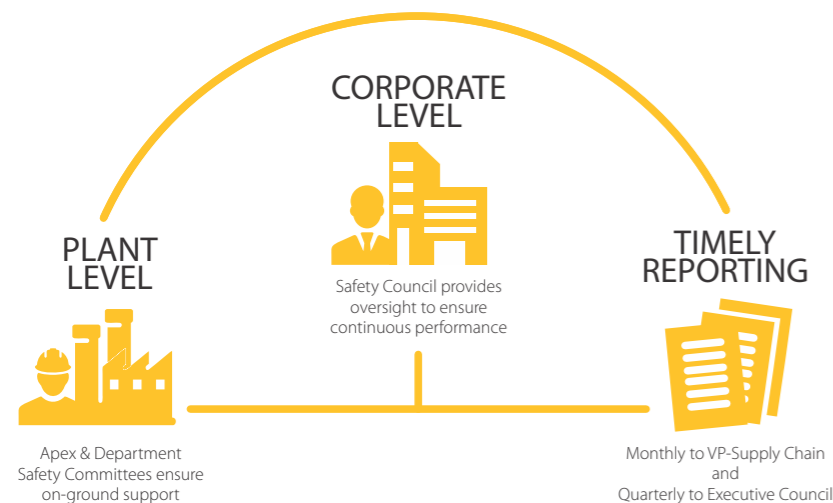 CORPORATE
LEVEL
Safety Council provides
oversight to ensure
continuous performance
PLANT
LEVEL
Apex & Department
Safety Committees ensure
on-ground support
TIMELY
REPORTING
Monthly to VP-Supply Chain
and
Quarterly to Executive Council